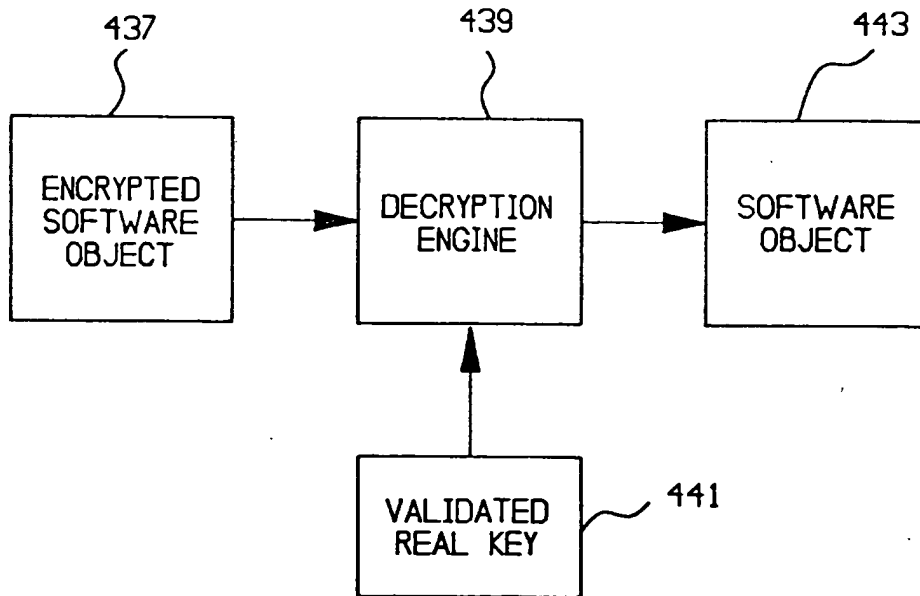 437
439
443
ENCRYPTED
SOFTWARE
OBJECT
DECRYPTION
ENGINE
SOFTWARE
OBJECT
VALIDATED
REAL KEY
441